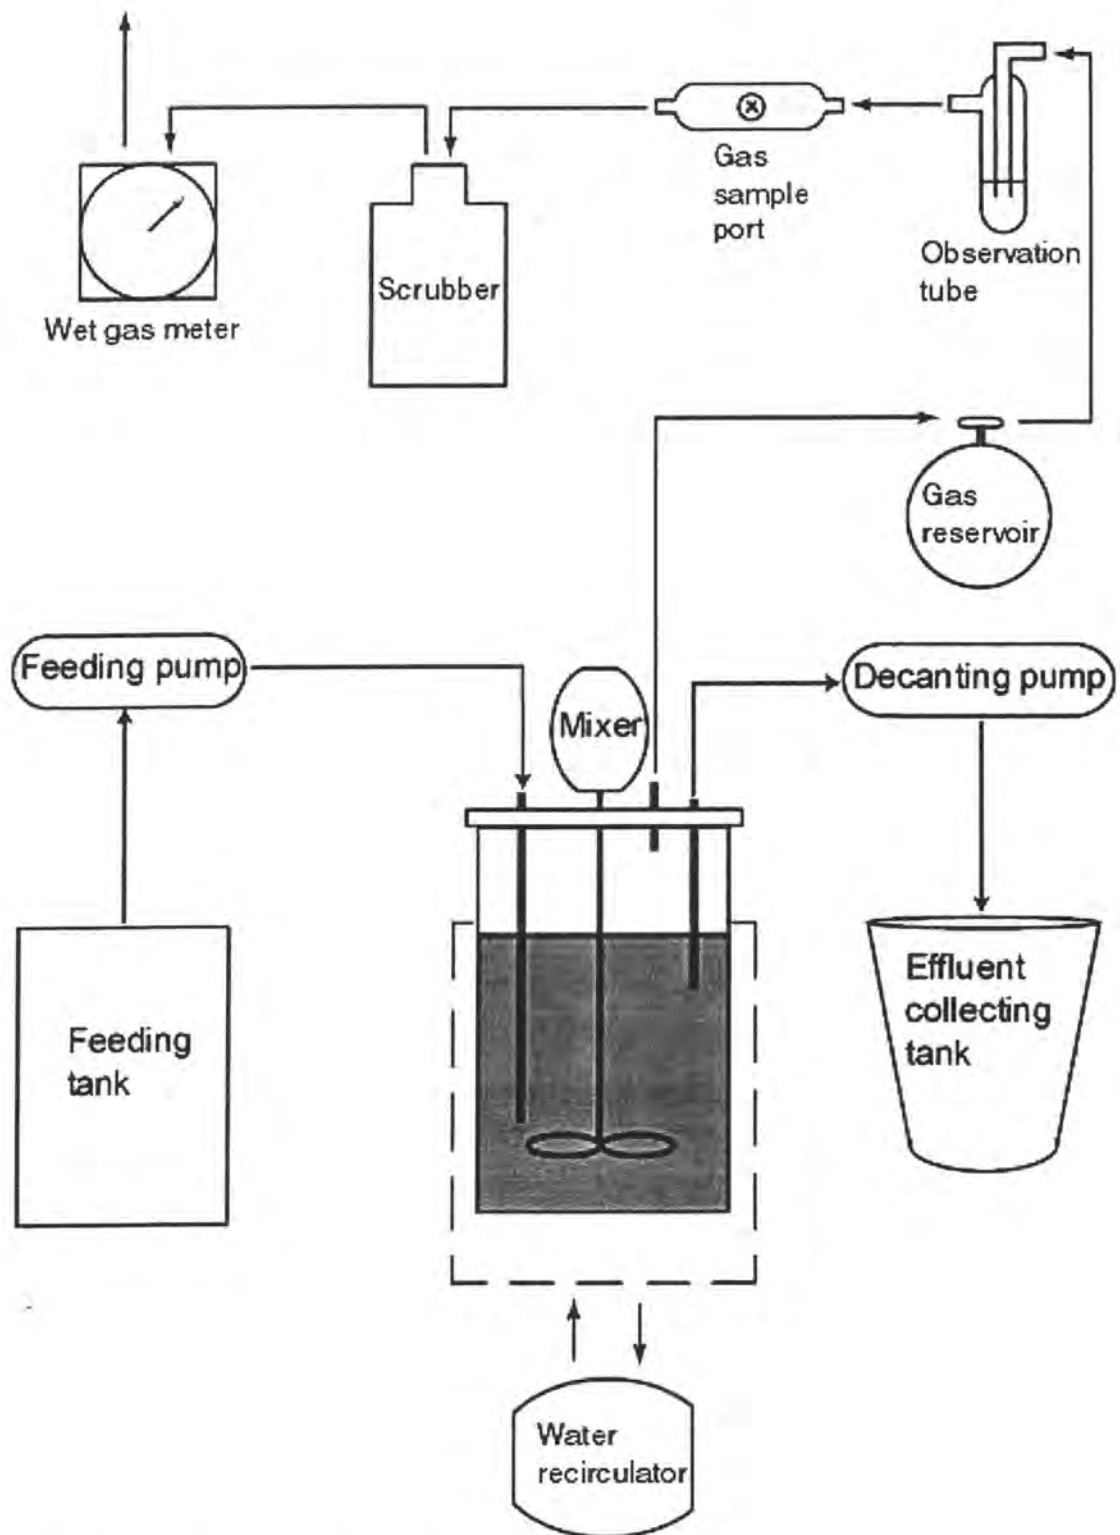 Gas
sample
port
Observation
tube
Scrubber
Wet gas meter
Gas
reservoir
Feeding pump
Mixer
Decanting pump
Feeding
tank
Effluent
collecting
tank
Water
recirculator